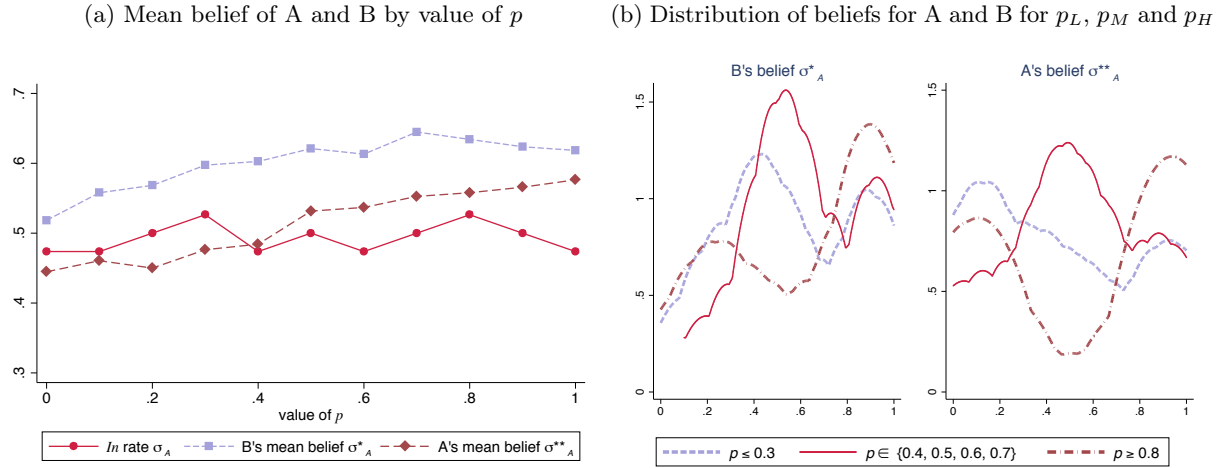 (a) Mean belief of A and B by value of p
(b) Distribution of beliefs for A and B for p_L, p_M and p_H
.7
.6
.5
.4
.3
0 .2 .4 .6 .8 1
value of p
In rate σ_A B's mean belief σ*_A A's mean belief σ**_A
B's belief σ*_A
1.5
1
.5
0
0 .2 .4 .6 .8 1
A's belief σ**_A
1.5
1
.5
0
0 .2 .4 .6 .8 1
p ≤ 0.3 p ∈ {0.4, 0.5, 0.6, 0.7} p ≥ 0.8